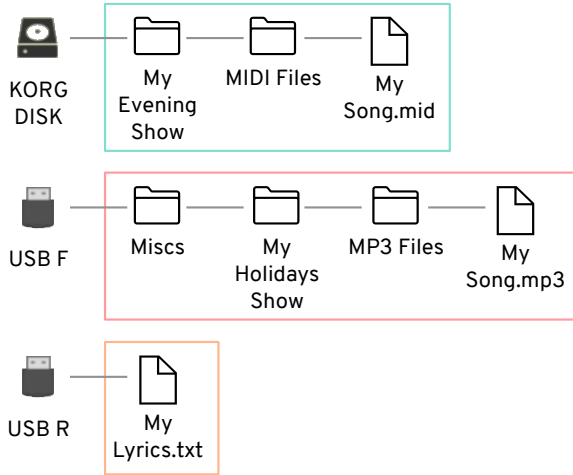 KORG
DISK
My
Evening
Show
MIDI Files
My
Song.mid
USB F
Miscs
My
Holidays
Show
MP3 Files
My
Song.mp3
USB R
My
Lyrics.txt